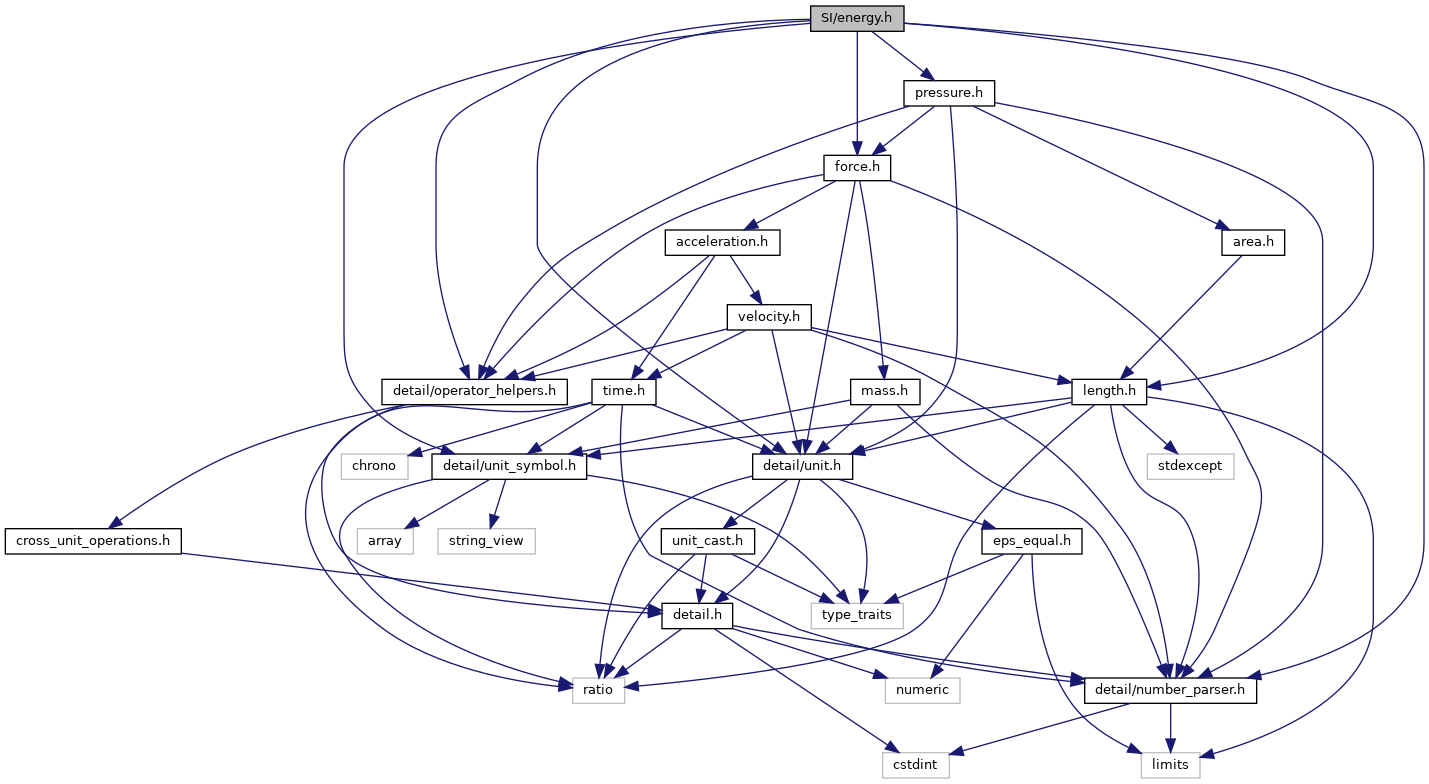 SI/energy.h
pressure.h
force.h
acceleration.h
area.h
velocity.h
detail/operator_helpers.h
time.h
mass.h
length.h
chrono
detail/unit_symbol.h
detail/unit.h
stdexcept
cross_unit_operations.h
array
string_view
unit_cast.h
eps_equal.h
detail.h
type_traits
ratio
numeric
detail/number_parser.h
cstdint
limits